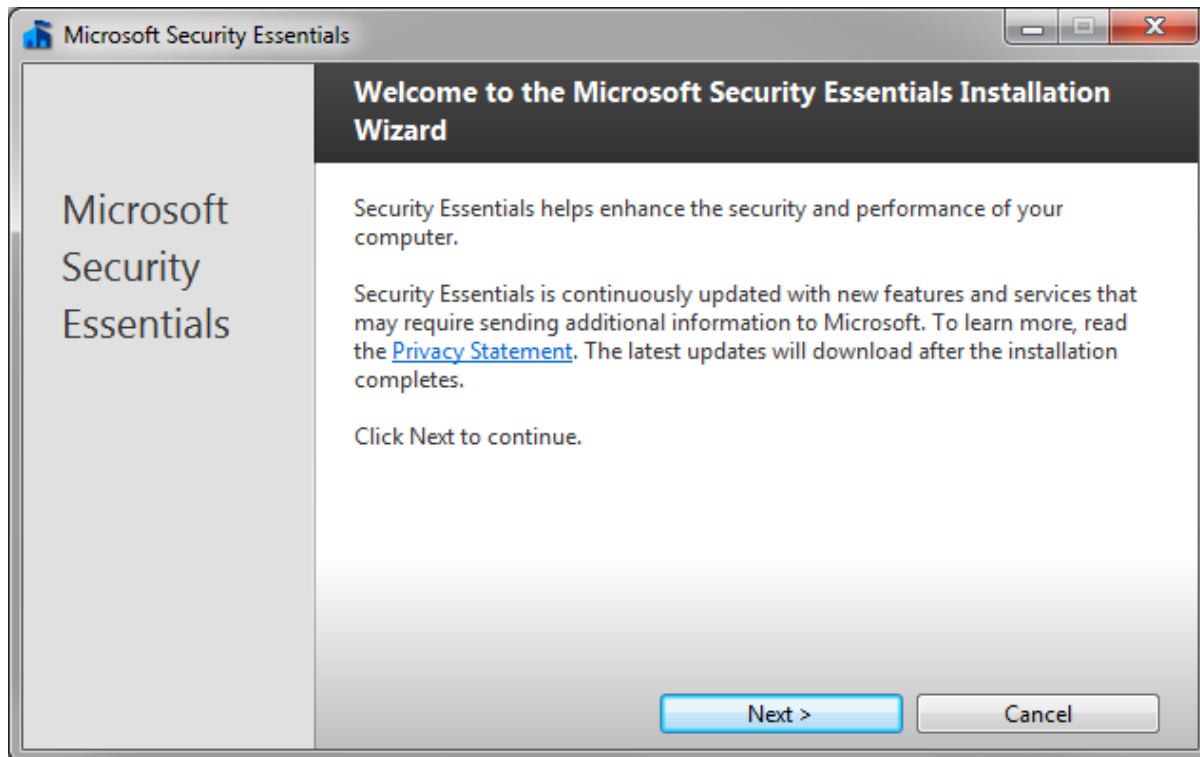 Microsoft Security Essentials
Welcome to the Microsoft Security Essentials Installation
Wizard
Microsoft
Security
Essentials
Security Essentials helps enhance the security and performance of your
computer.
Security Essentials is continuously updated with new features and services that
may require sending additional information to Microsoft. To learn more, read
the Privacy Statement. The latest updates will download after the installation
completes.
Click Next to continue.
Next >
Cancel